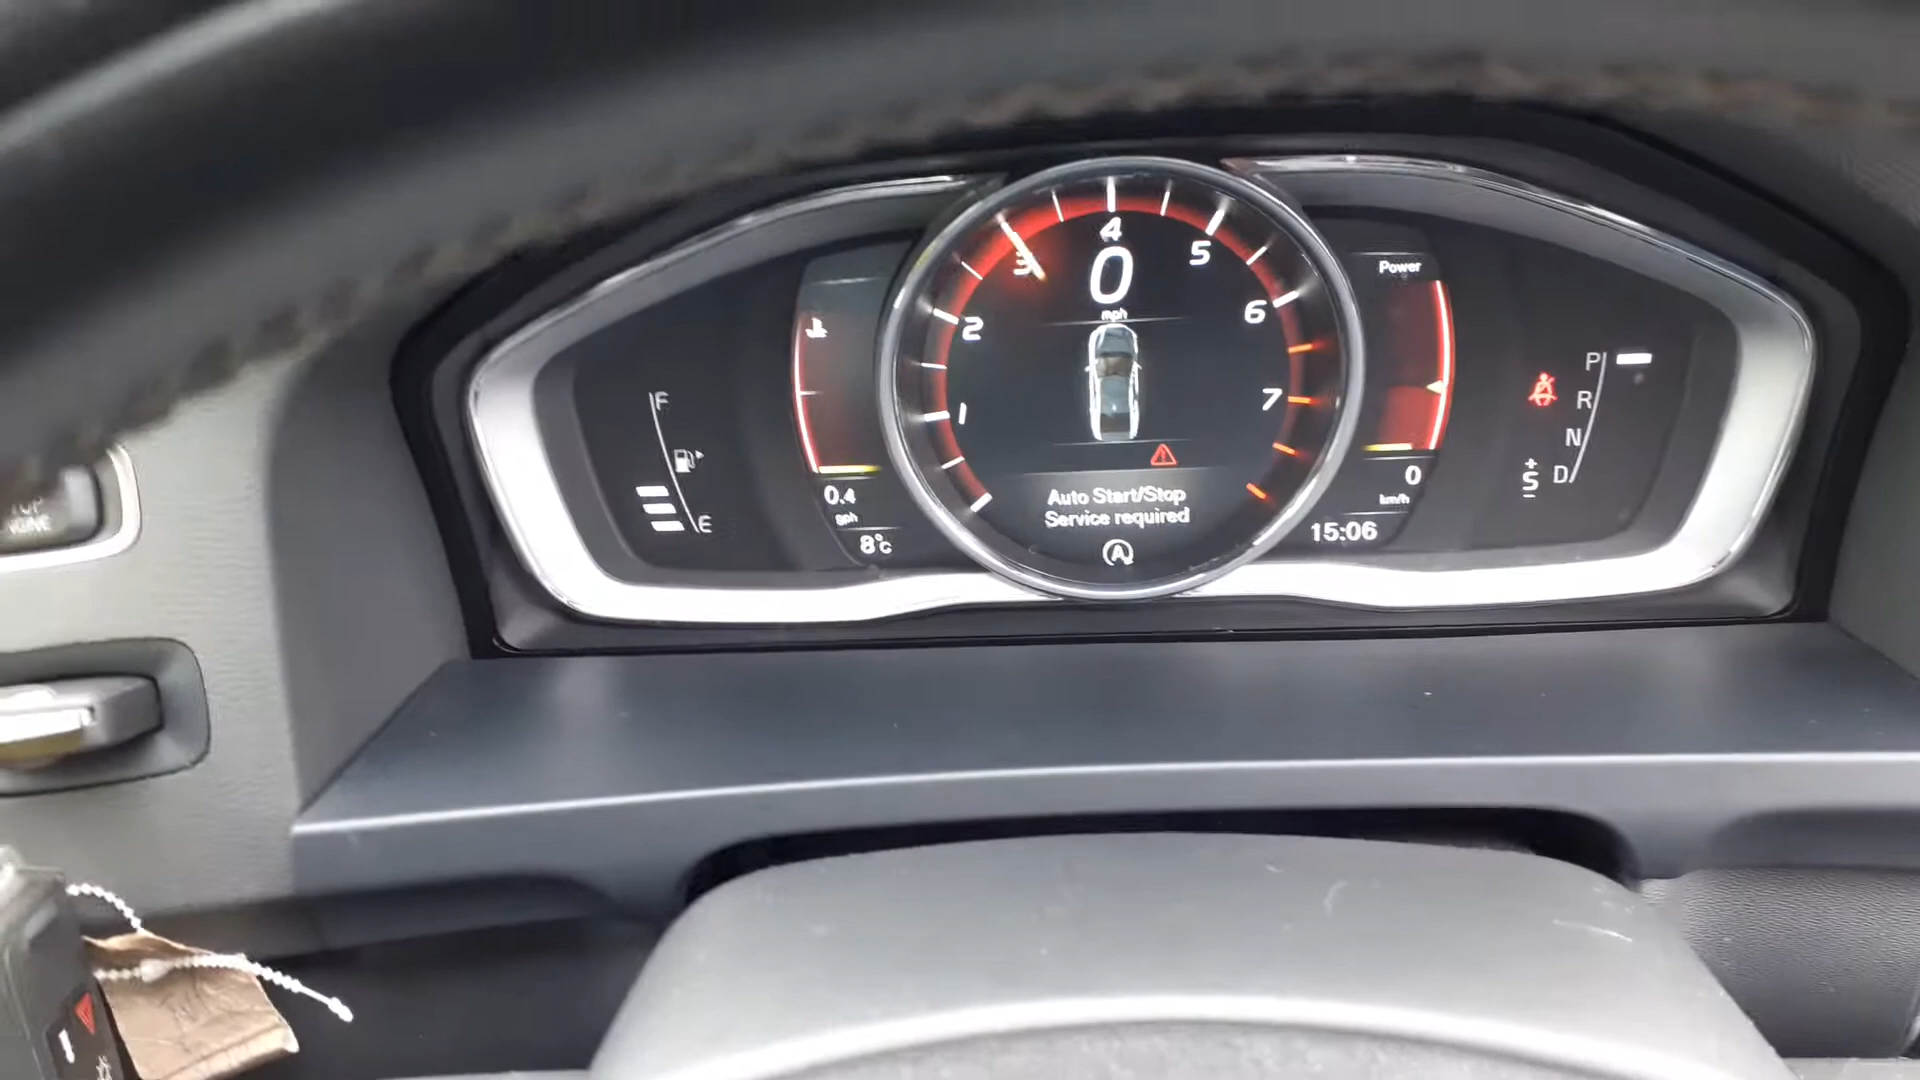 F
E
0.4
gph
8°C
1
2
3
4
5
6
7
0
mph
Auto Start/Stop
Service required
A
Power
0
km/h
15:06
P
R
N
D
+
S
−